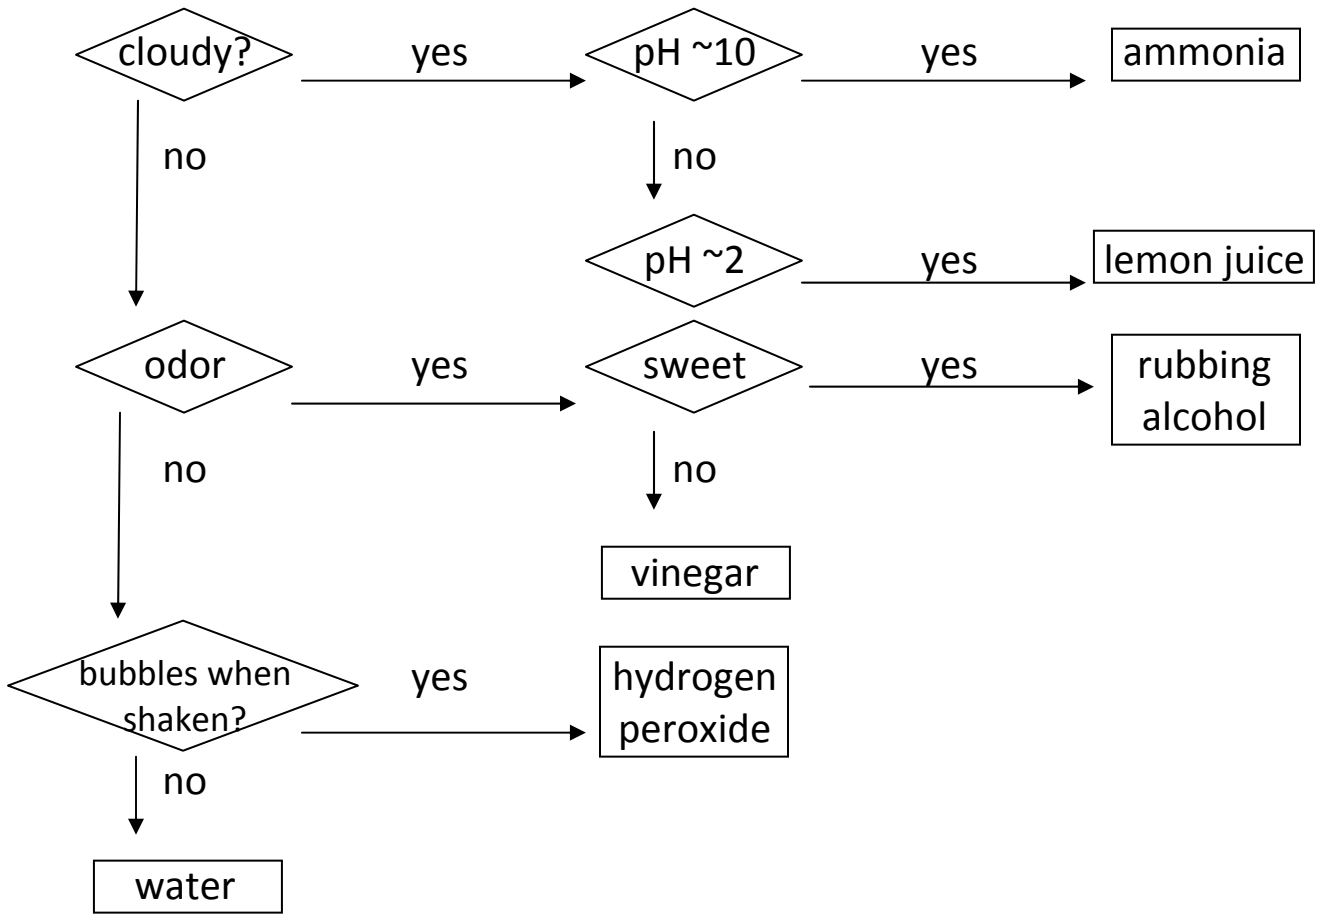 cloudy?
yes
pH ~10
yes
ammonia
no
no
pH ~2
yes
lemon juice
odor
yes
sweet
yes
rubbing
alcohol
no
no
vinegar
bubbles when
shaken?
yes
hydrogen
peroxide
no
water